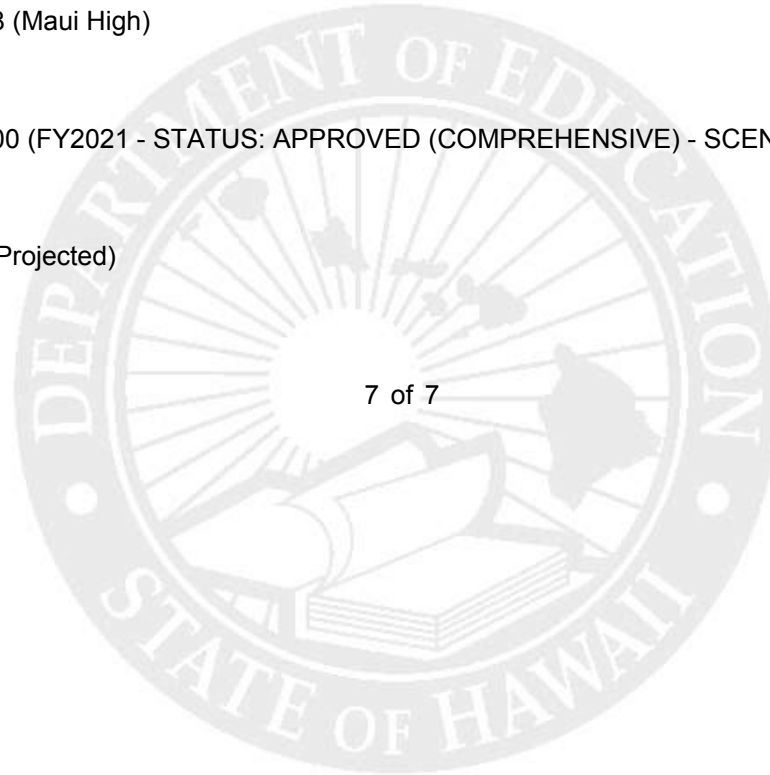 3 (Maui High)
00 (FY2021 - STATUS: APPROVED (COMPREHENSIVE) - SCEN
Projected)
7 of 7
DEPARTMENT OF EDUCATION
STATE OF HAWAII